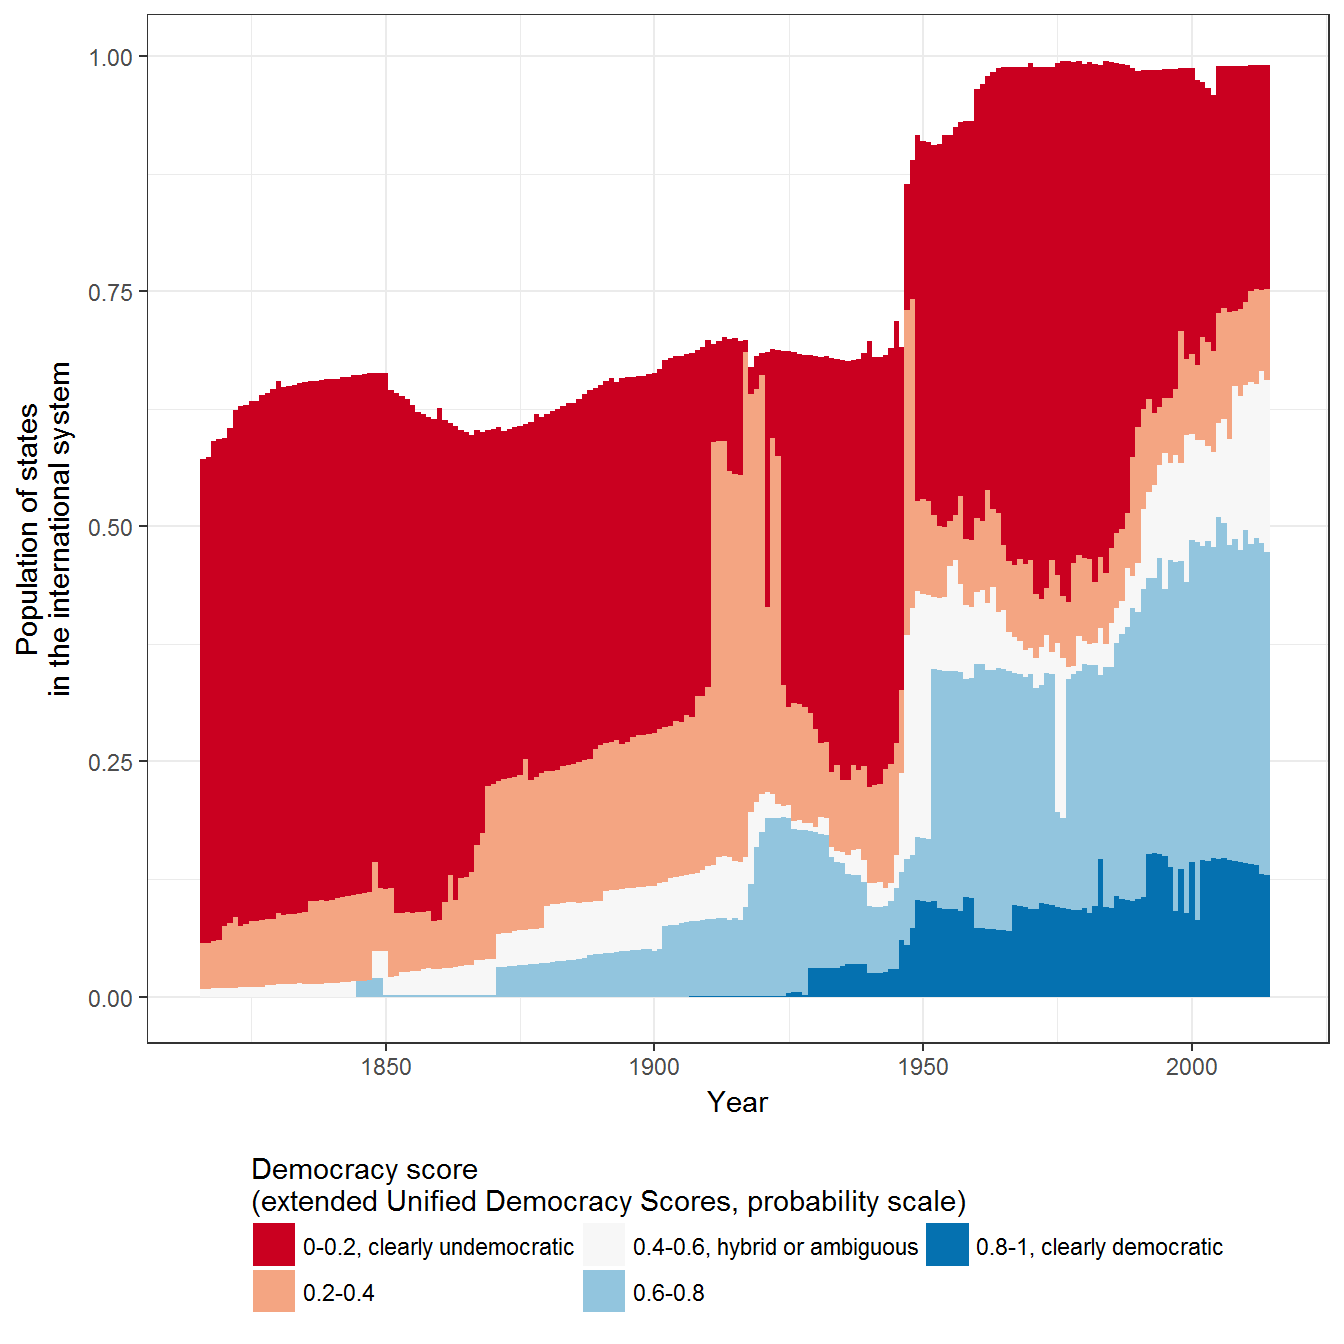 1.00
0.75
0.50
0.25
0.00
Population of states
in the international system
1850
1900
1950
2000
Year
Democracy score
(extended Unified Democracy Scores, probability scale)
0-0.2, clearly undemocratic
0.4-0.6, hybrid or ambiguous
0.8-1, clearly democratic
0.2-0.4
0.6-0.8